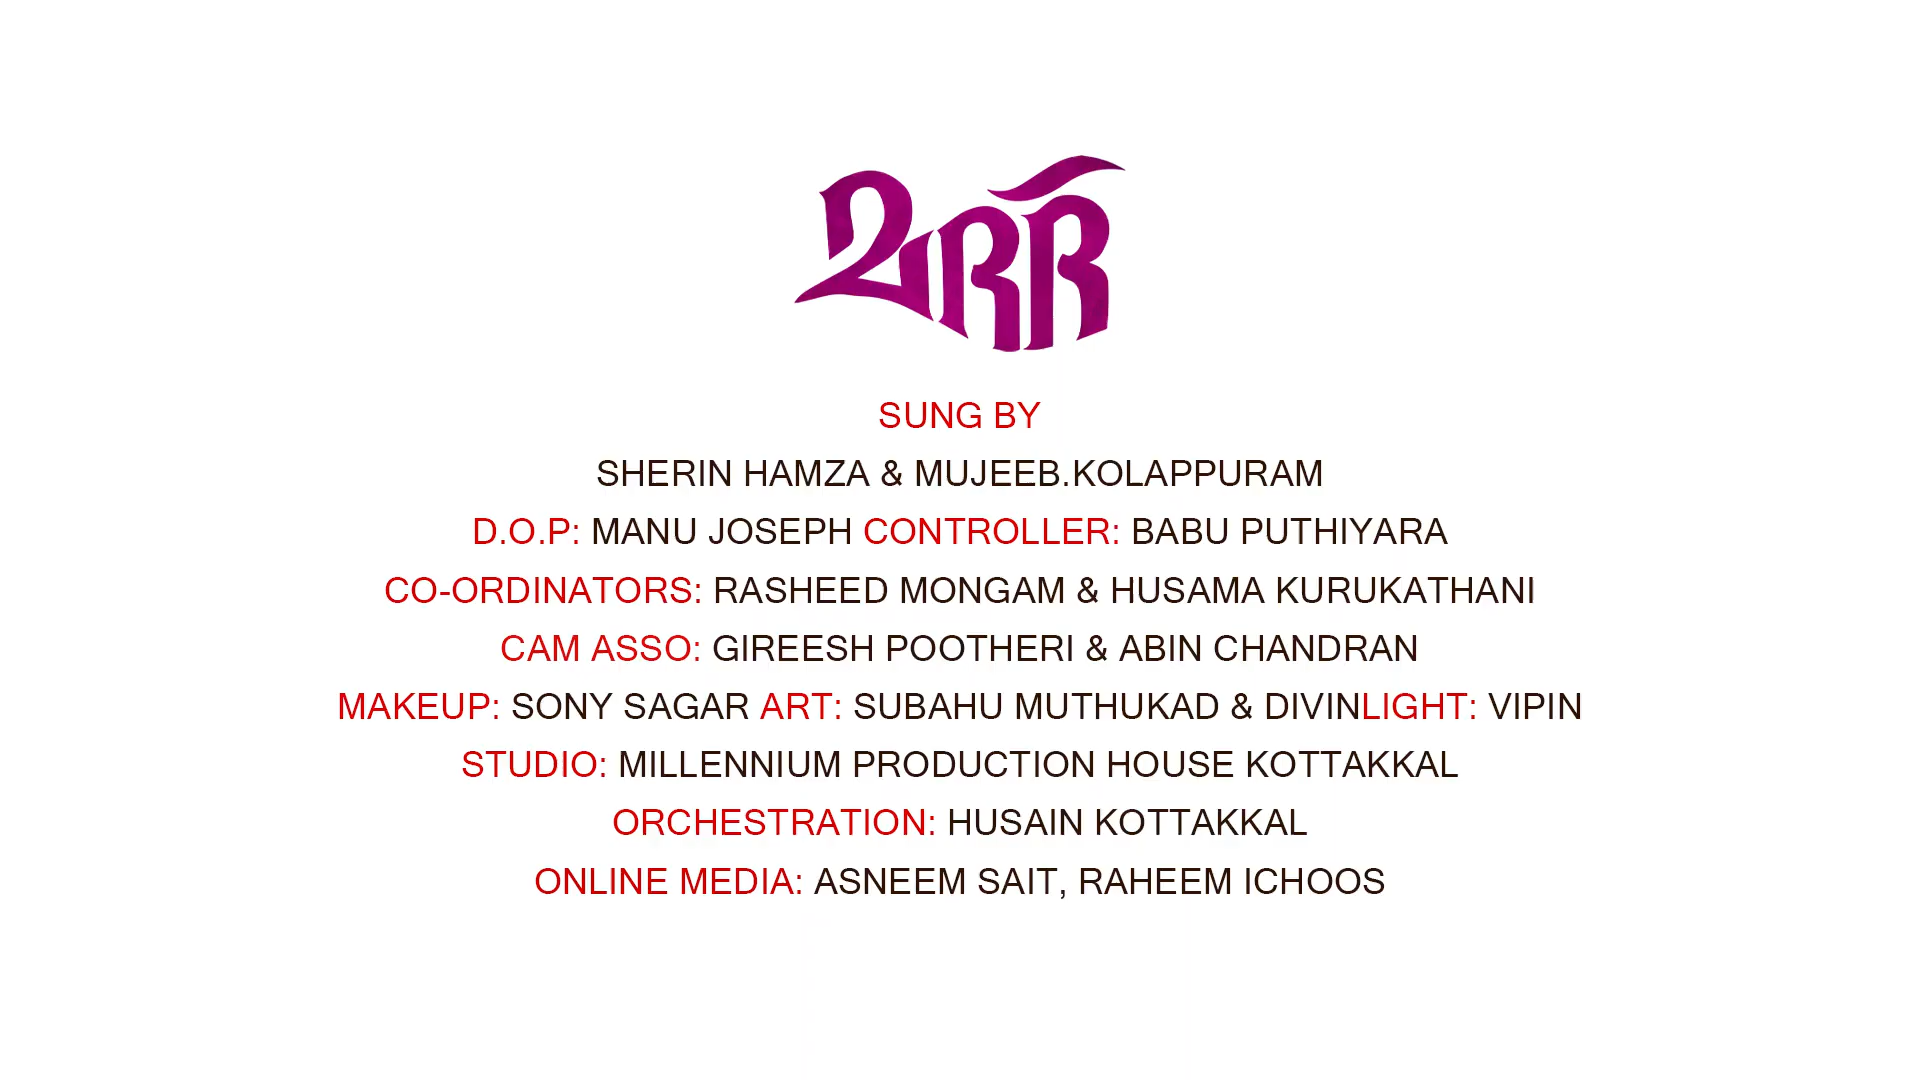 SUNG BY
SHERIN HAMZA & MUJEEB.KOLAPPURAM
D.O.P: MANU JOSEPH CONTROLLER: BABU PUTHIYARA
CO-ORDINATORS: RASHEED MONGAM & HUSAMA KURUKATHANI
CAM ASSO: GIREESH POOTHERI & ABIN CHANDRAN
MAKEUP: SONY SAGAR ART: SUBAHU MUTHUKAD & DIVINLIGHT: VIPIN
STUDIO: MILLENNIUM PRODUCTION HOUSE KOTTAKKAL
ORCHESTRATION: HUSAIN KOTTAKKAL
ONLINE MEDIA: ASNEEM SAIT, RAHEEM ICHOOS